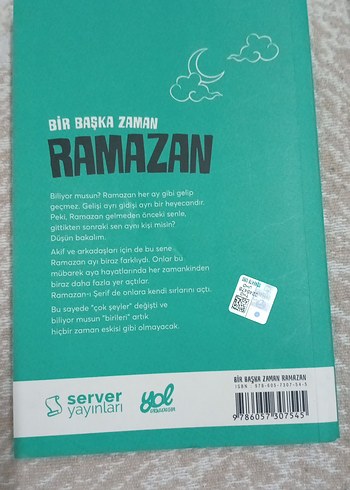 BİR BAŞKA ZAMAN
RAMAZAN
Biliyor musun? Ramazan her ay gibi gelip
geçmez. Gelişi ayrı gidişi ayrı bir heyecandır.
Peki, Ramazan gelmeden önceki senle,
gittikten sonraki sen aynı kişi misin?
Düşün bakalım.
Akif ve arkadaşları için de bu sene
Ramazan ayı biraz farklıydı. Onlar bu
mübarek aya hayatlarında her zamankinden
biraz daha fazla yer açtılar.
Ramazan-ı Şerif de onlara kendi sırlarını açtı.
Bu sayede "çok şeyler" değişti ve
biliyor musun "birileri" artık
hiçbir zaman eskisi gibi olmayacak.
server
yayınları
yol
BİR BAŞKA ZAMAN RAMAZAN
9 786057 307545